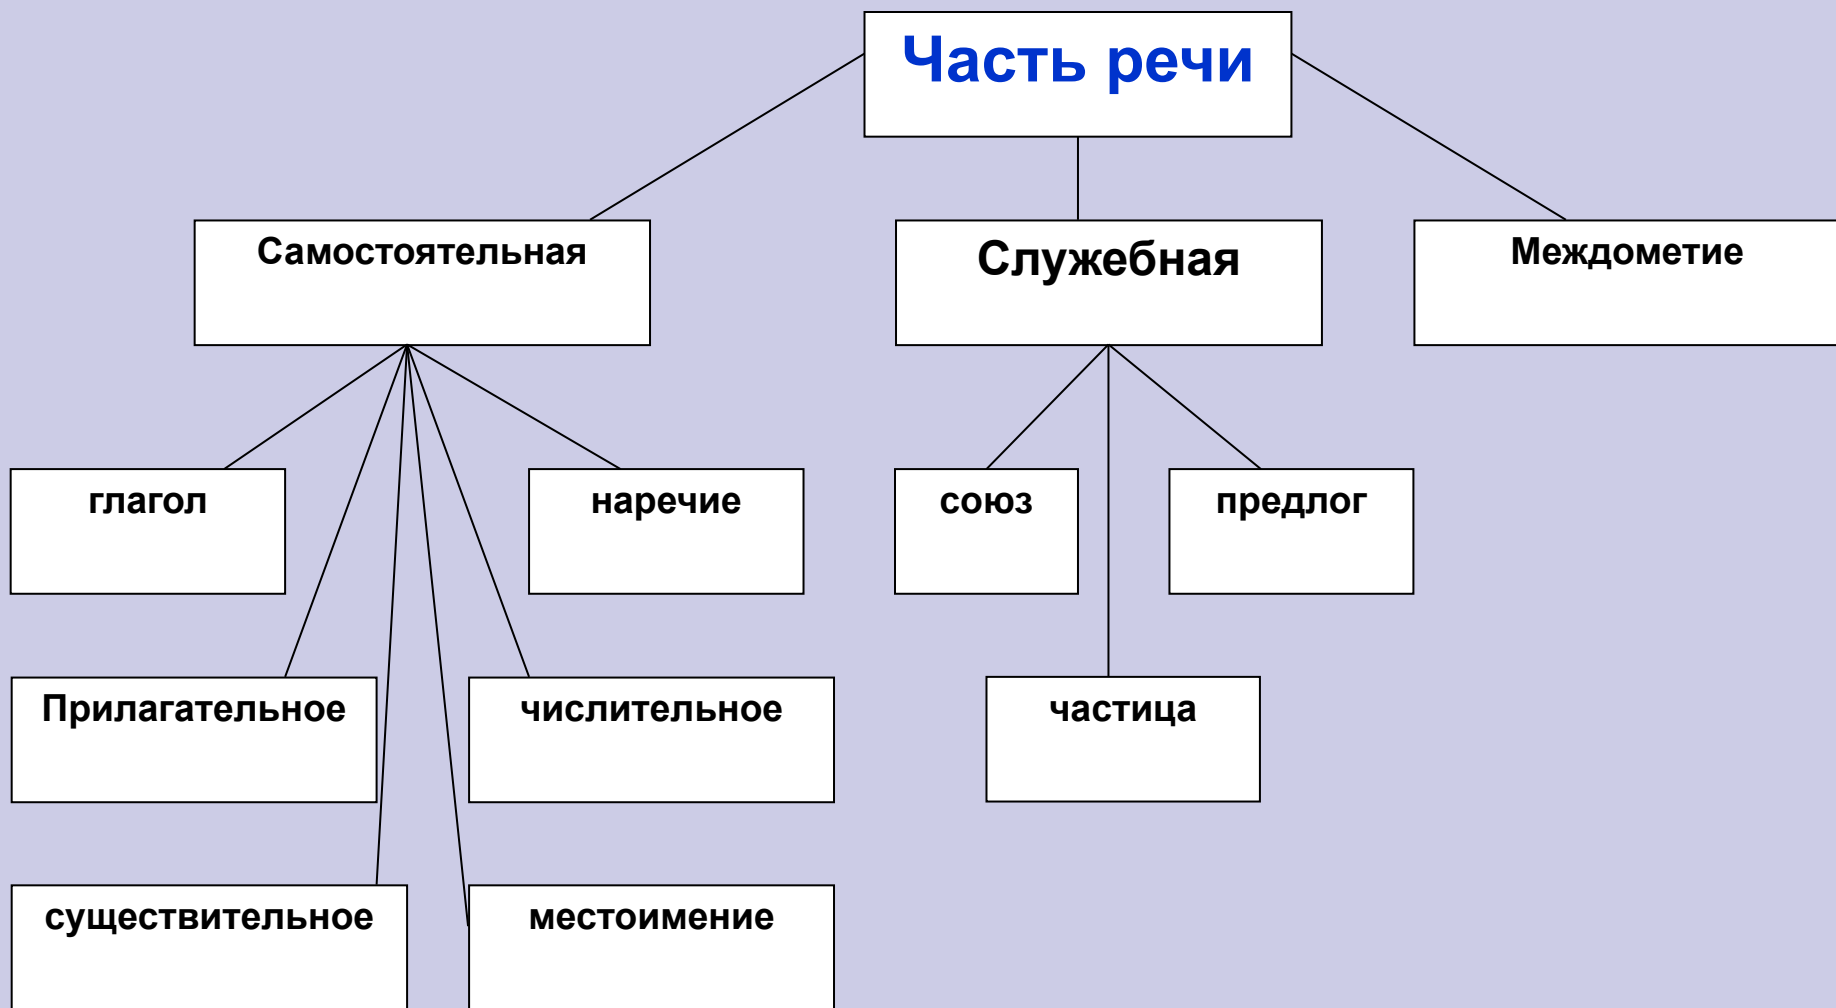 Часть речи
Самостоятельная
Служебная
Междометие
глагол
наречие
союз
предлог
Прилагательное
числительное
частица
существительное
местоимение